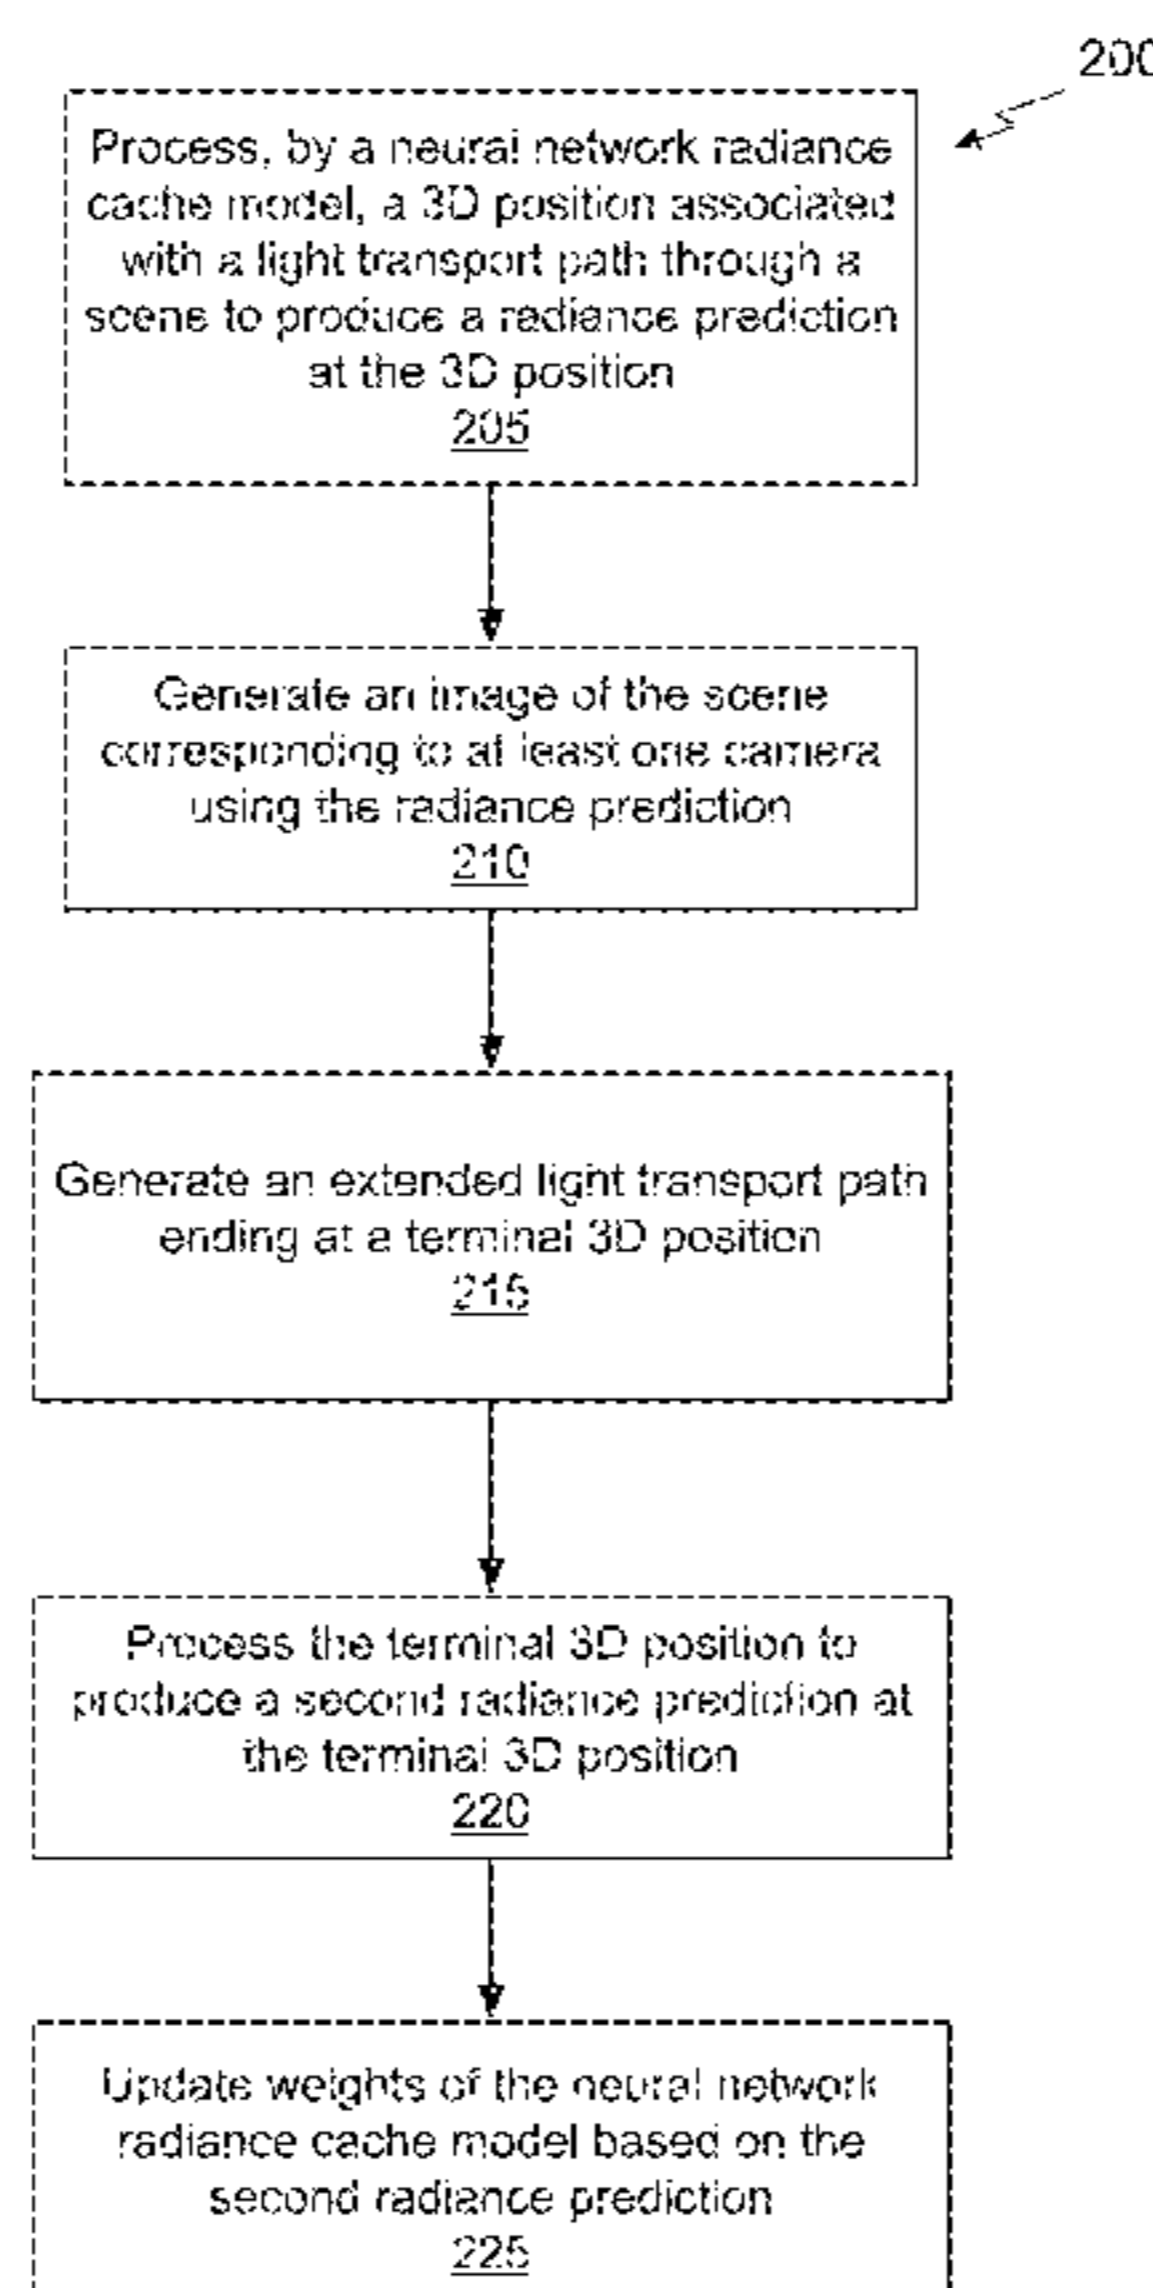 200
Process, by a neural network radiance
cache model, a 3D position associated
with a light transport path through a
scene to produce a radiance prediction
at the 3D position
205
Generate an image of the scene
corresponding to at least one camera
using the radiance prediction
210
Generate an extended light transport path
ending at a terminal 3D position
215
Process the terminal 3D position to
produce a second radiance prediction at
the terminal 3D position
220
Update weights of the neural network
radiance cache model based on the
second radiance prediction
225